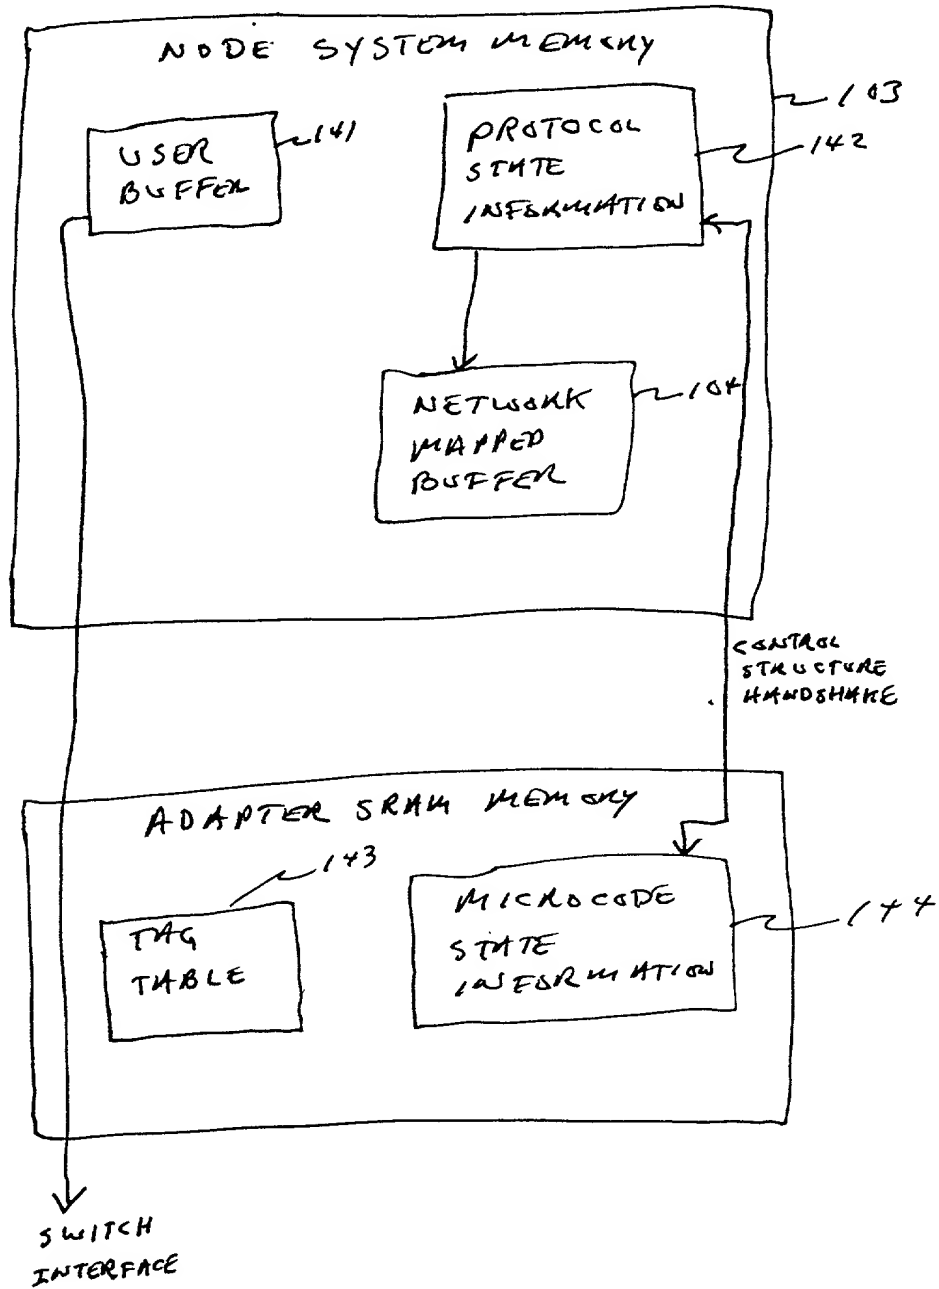 NODE SYSTEM MEMORY
103
USER
BUFFER
141
PROTOCOL
STATE
INFORMATION
142
NETWORK
MAPPED
BUFFER
104
CONTROL
STRUCTURE
HANDSHAKE
ADAPTER SRAM MEMORY
143
TAG
TABLE
MICROCODE
STATE
INFORMATION
144
SWITCH
INTERFACE